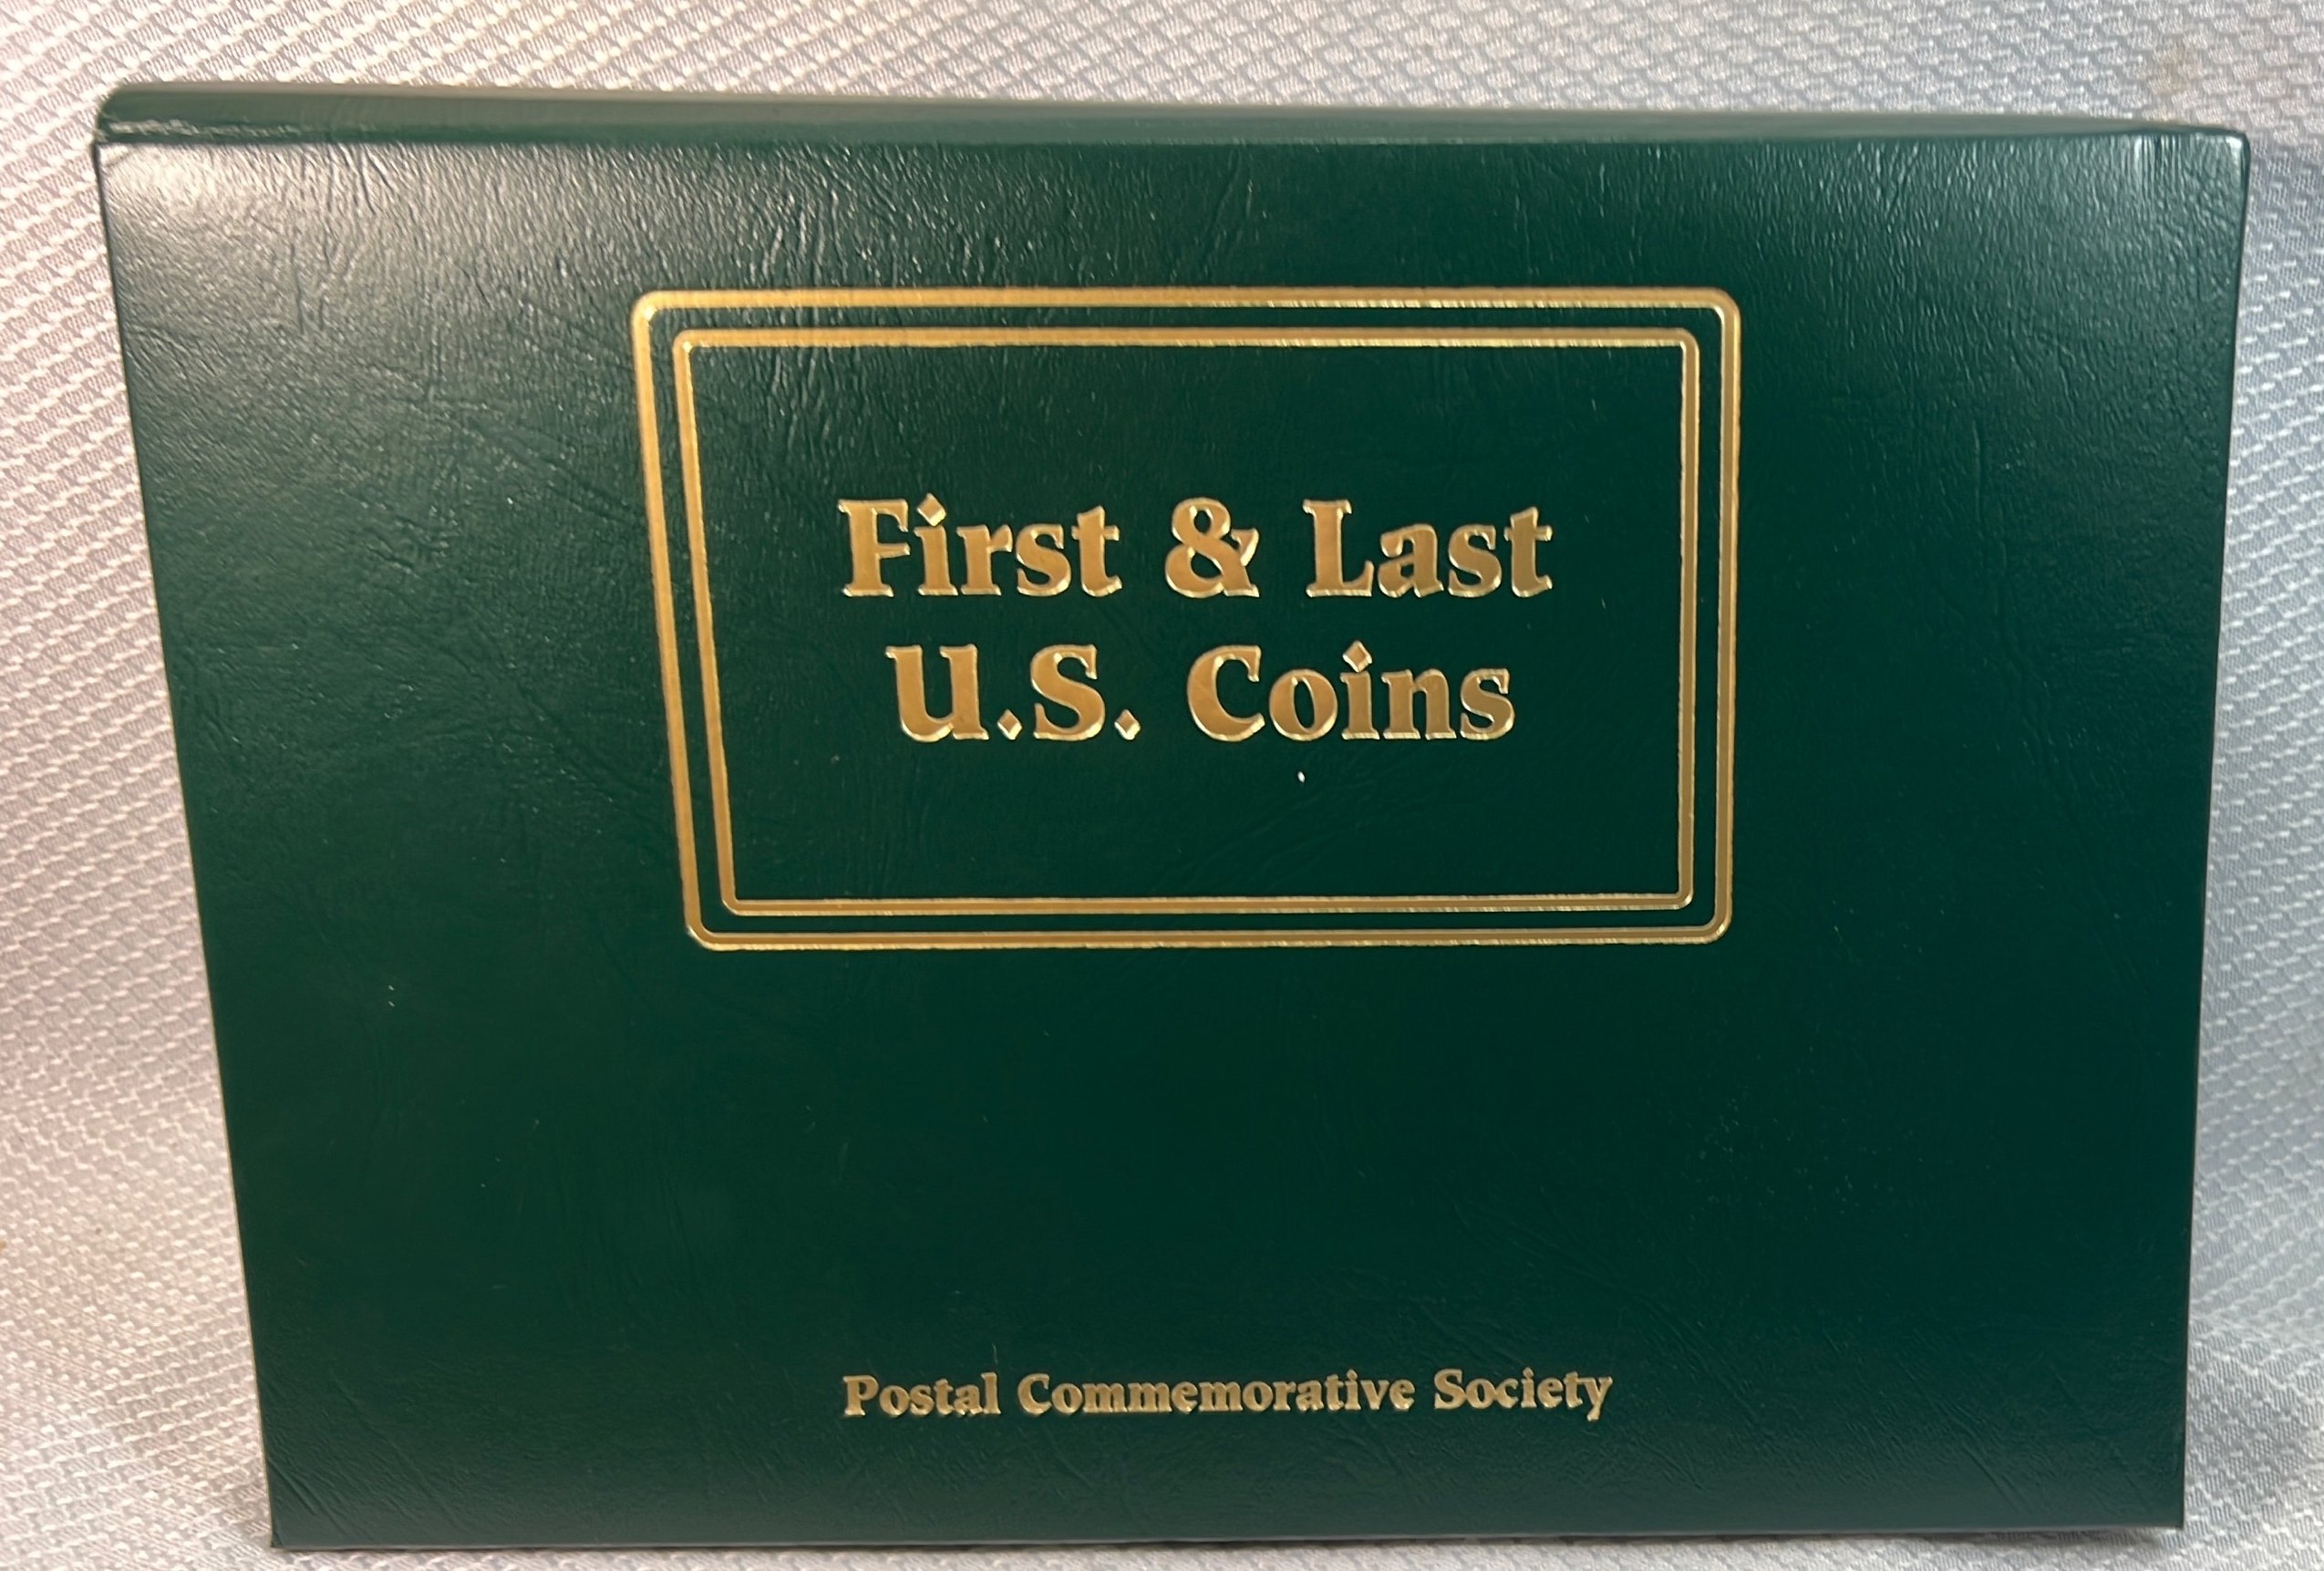 First & Last
U.S. Coins
Postal Commemorative Society